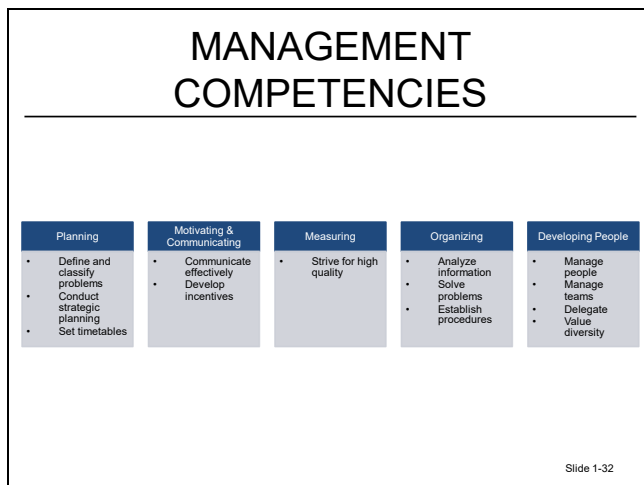 MANAGEMENT
COMPETENCIES
Planning
• Define and
classify
problems
• Conduct
strategic
planning
• Set timetables
Motivating &
Communicating
• Communicate
effectively
• Develop
incentives
Measuring
• Strive for high
quality
Organizing
• Analyze
information
• Solve
problems
• Establish
procedures
Developing People
• Manage
people
• Manage
teams
• Delegate
• Value
diversity
Slide 1-32